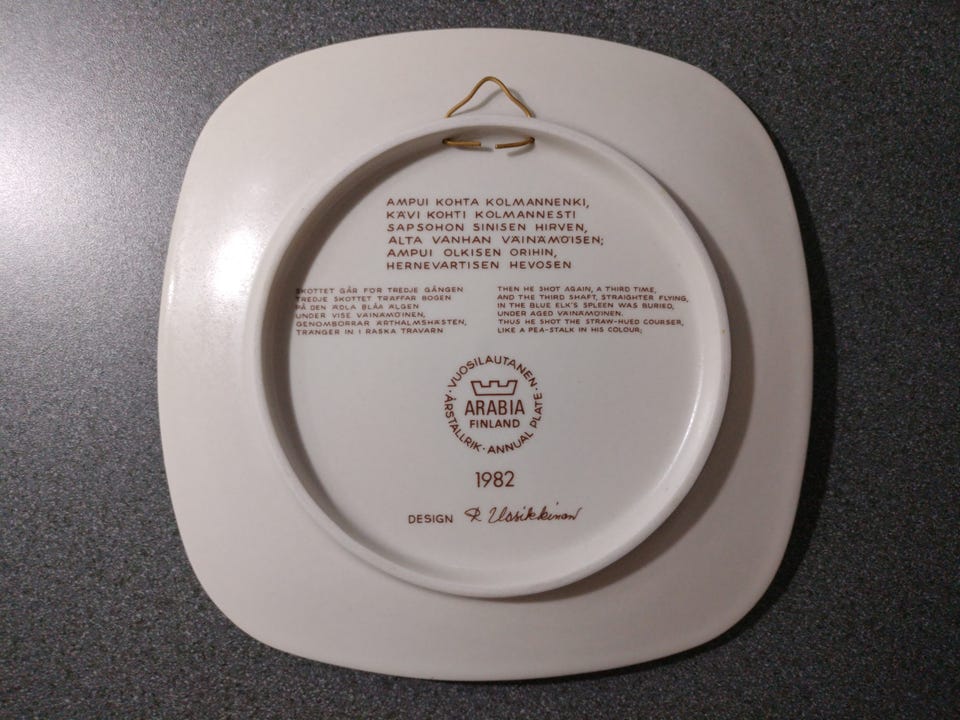 AMPUI KOHTA KOLMANNENKI,
KÄVI KOHTI KOLMANNESTI
SAPSOHON SINISEN HIRVEN,
ALTA VANHAN VÄINÄMÖISEN;
AMPUI OLKISEN ORIHIN,
HERNEVARTISEN HEVOSEN
SKOTTET GÅR FÖR TREDJE GÅNGEN
TREDJE SKOTTET TRÄFFAR BOGEN
PÅ DEN ÄDLA BLÅA ÄLGEN
UNDER VISE VÄINÄMÖINEN,
GENOMBORRAR ÄRTHALMSHÄSTEN,
TRÄNGER IN I RASKA TRAVARN
THEN HE SHOT AGAIN, A THIRD TIME,
AND THE THIRD SHAFT, STRAIGHTER FLYING,
IN THE BLUE ELK'S SPLEEN WAS BURIED,
UNDER AGED VÄINÄMÖINEN.
THUS HE SHOT THE STRAW-HUED COURSER,
LIKE A PEA-STALK IN HIS COLOUR;
· VUOSILAUTANEN ·
ARABIA
FINLAND
ÅRSTALLRIK · ANNUAL PLATE
1982
DESIGN R. Uosikkinen